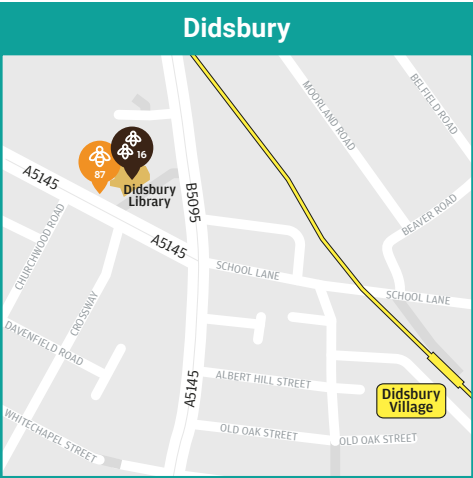 Didsbury
MOORLAND ROAD
BELFIELD ROAD
16
87
A5145
Didsbury
Library
B5095
BEAVER ROAD
CHURCHWOOD ROAD
A5145
SCHOOL LANE
SCHOOL LANE
CROSSWAY
DAVENFIELD ROAD
A5145
ALBERT HILL STREET
Didsbury
Village
WHITECHAPEL STREET
OLD OAK STREET
OLD OAK STREET